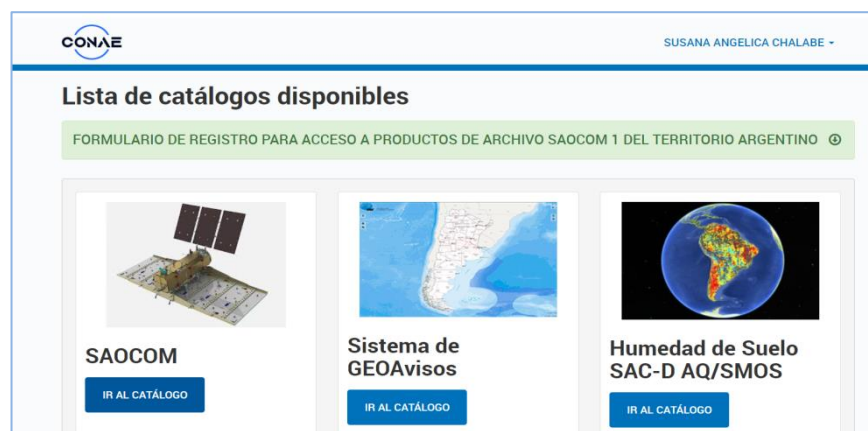 CONAE
SUSANA ANGELICA CHALABE
Lista de catálogos disponibles
FORMULARIO DE REGISTRO PARA ACCESO A PRODUCTOS DE ARCHIVO SAOCOM 1 DEL TERRITORIO ARGENTINO
SAOCOM
IR AL CATÁLOGO
Sistema de
GEOAvisos
IR AL CATÁLOGO
Humedad de Suelo
SAC-D AQ/SMOS
IR AL CATÁLOGO